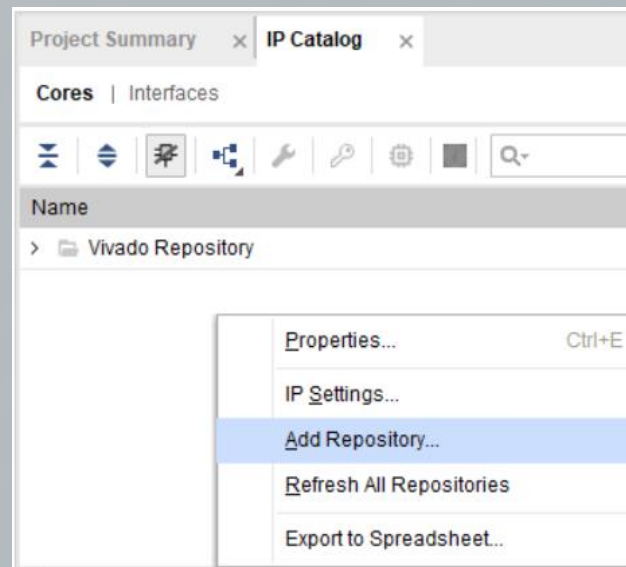 Project Summary × IP Catalog ×
Cores | Interfaces
Name
> Vivado Repository
Properties... Ctrl+E
IP Settings...
Add Repository...
Refresh All Repositories
Export to Spreadsheet...